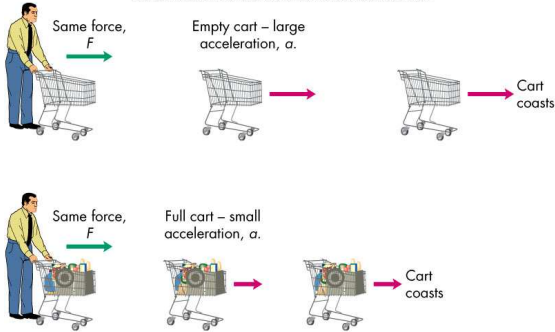 Same force,
F
Empty cart – large
acceleration, a.
Cart
coasts
Same force,
F
Full cart – small
acceleration, a.
Cart
coasts